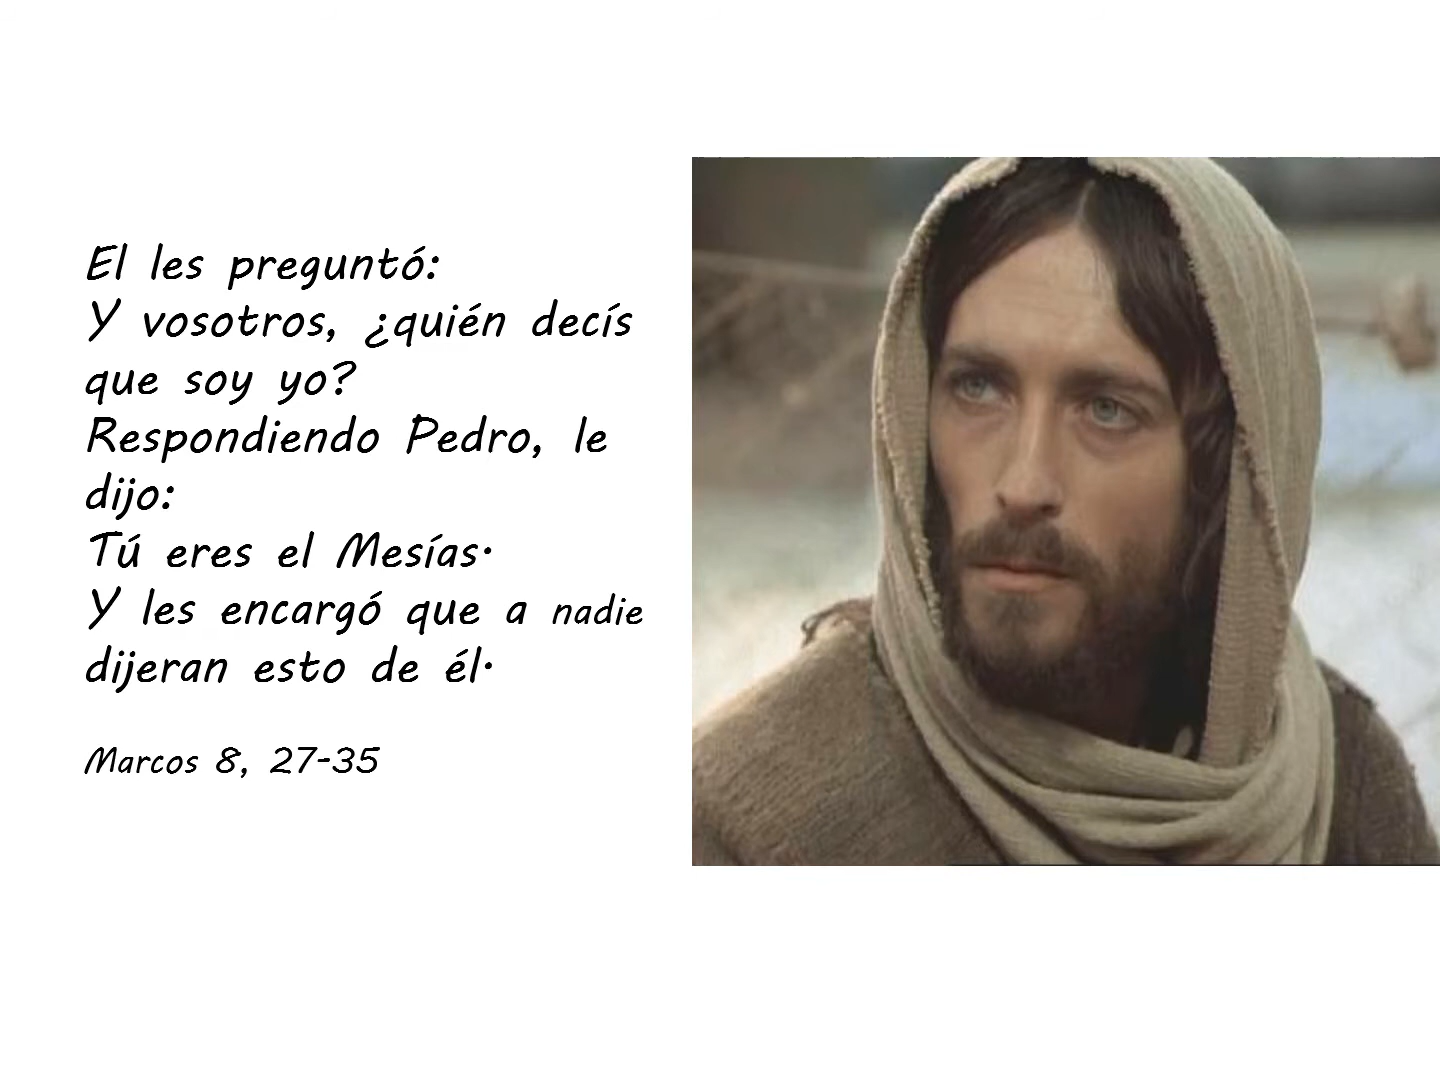 El les preguntó:
Y vosotros, ¿quién decís
que soy yo?
Respondiendo Pedro, le
dijo:
Tú eres el Mesías.
Y les encargó que a nadie
dijeran esto de él.
Marcos 8, 27-35